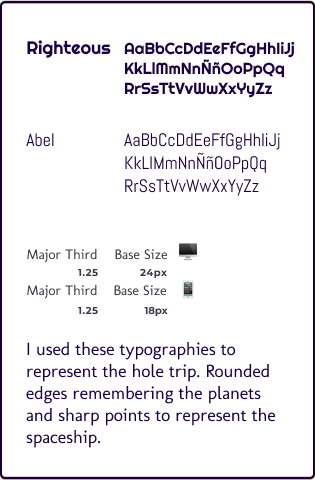 Righteous AaBbCcDdEeFfGgHhIiJj
KkLlMmNnÑñOoPpQq
RrSsTtVvWwXxYyZz
Abel AaBbCcDdEeFfGgHhIiJj
KkLlMmNnÑñOoPpQq
RrSsTtVvWwXxYyZz
Major Third Base Size
1.25 24px
Major Third Base Size
1.25 18px
I used these typographies to
represent the hole trip. Rounded
edges remembering the planets
and sharp points to represent the
spaceship.